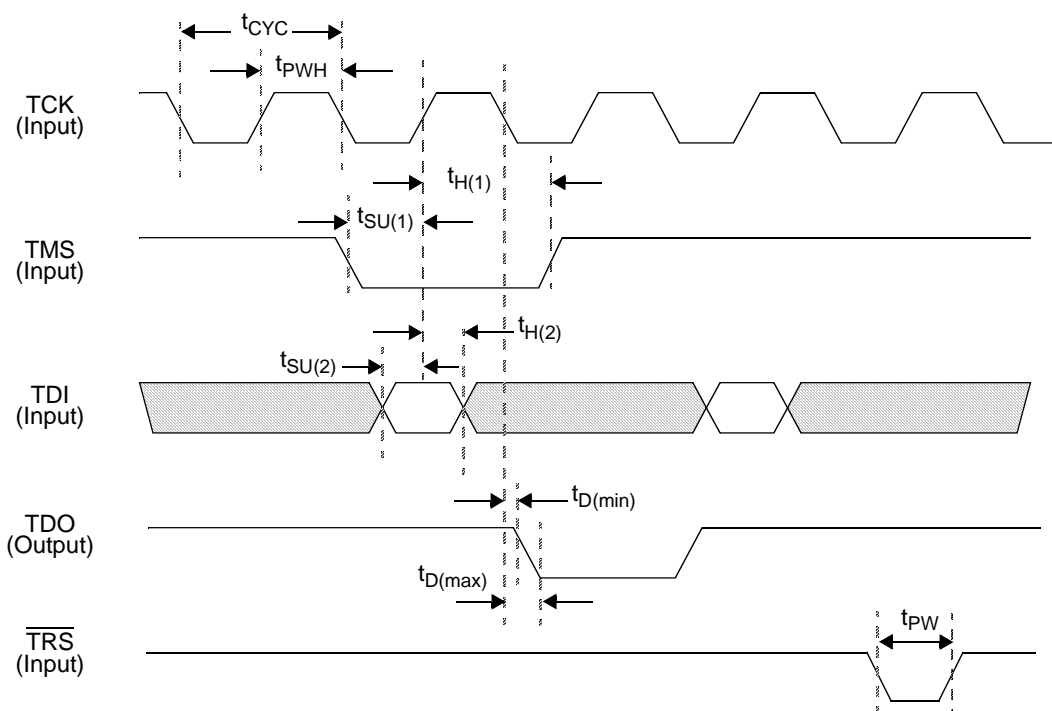 tCYC
tPWH
TCK
(Input)
tH(1)
tSU(1)
TMS
(Input)
tH(2)
tSU(2)
TDI
(Input)
tD(min)
TDO
(Output)
tD(max)
tPW
TRS
(Input)